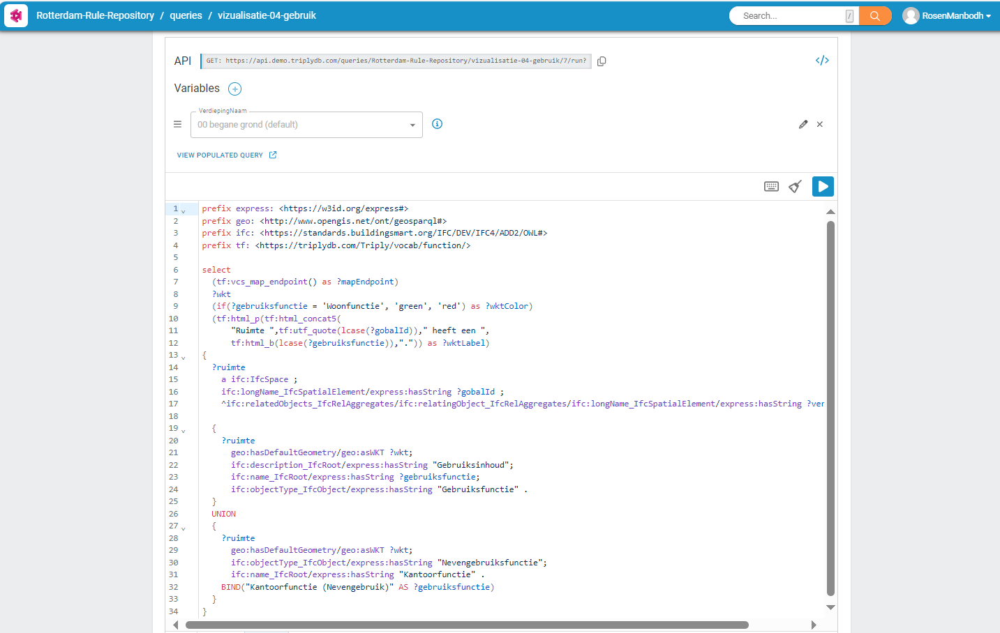 Rotterdam-Rule-Repository / queries / vizualisatie-04-gebruik
Search... /
RosenManbodh
API
GET: https://api.demo.triplydb.com/queries/Rotterdam-Rule-Repository/vizualisatie-04-gebruik/7/run?
</>
Variables
VerdiepingNaam
00 begane grond (default)
VIEW POPULATED QUERY
1 prefix express: <https://w3id.org/express#>
2 prefix geo: <http://www.opengis.net/ont/geosparql#>
3 prefix ifc: <https://standards.buildingsmart.org/IFC/DEV/IFC4/ADD2/OWL#>
4 prefix tf: <https://triplydb.com/Triply/vocab/function/>
5
6 select
7 (tf:vcs_map_endpoint() as ?mapEndpoint)
8 ?wkt
9 (if(?gebruiksfunctie = 'Woonfunctie', 'green', 'red') as ?wktColor)
10 (tf:html_p(tf:html_concat5(
11 "Ruimte ",tf:utf_quote(lcase(?gobalId))," heeft een ",
12 tf:html_b(lcase(?gebruiksfunctie)),".")) as ?wktLabel)
13 {
14 ?ruimte
15 a ifc:IfcSpace ;
16 ifc:longName_IfcSpatialElement/express:hasString ?gobalId ;
17 ^ifc:relatedObjects_IfcRelAggregates/ifc:relatingObject_IfcRelAggregates/ifc:longName_IfcSpatialElement/express:hasString ?ver
18
19 {
20 ?ruimte
21 geo:hasDefaultGeometry/geo:asWKT ?wkt;
22 ifc:description_IfcRoot/express:hasString "Gebruiksinhoud";
23 ifc:name_IfcRoot/express:hasString ?gebruiksfunctie;
24 ifc:objectType_IfcObject/express:hasString "Gebruiksfunctie" .
25 }
26 UNION
27 {
28 ?ruimte
29 geo:hasDefaultGeometry/geo:asWKT ?wkt;
30 ifc:objectType_IfcObject/express:hasString "Nevengebruiksfunctie";
31 ifc:name_IfcRoot/express:hasString "Kantoorfunctie" .
32 BIND("Kantoorfunctie (Nevengebruik)" AS ?gebruiksfunctie)
33 }
34 }